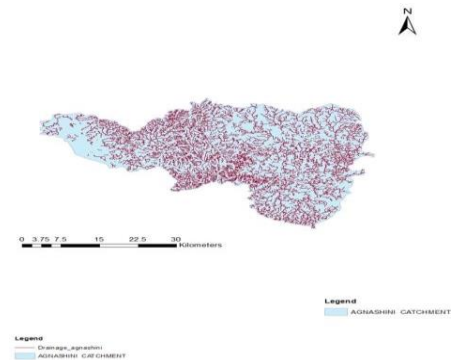 N
0 3.75 7.5 15 22.5 30
Kilometers
Legend
AGNASHINI CATCHMENT
Legend
Drainage_agnashini
AGNASHINI CATCHMENT